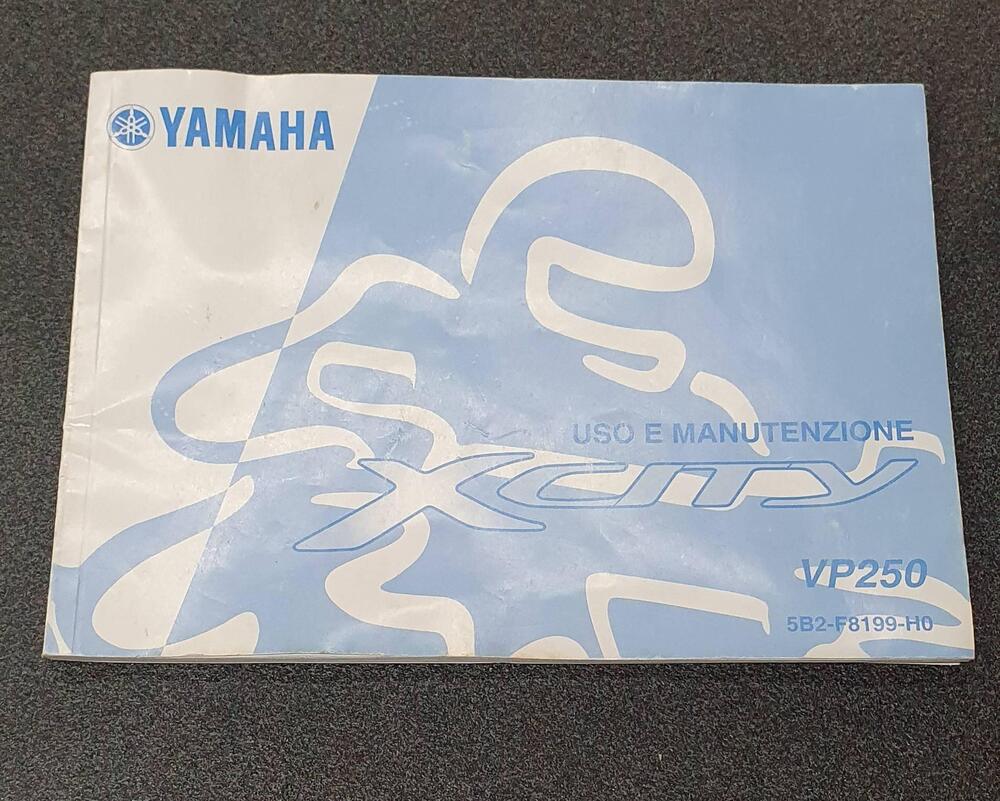 YAMAHA
USO E MANUTENZIONE
XCITY
VP250
5B2-F8199-H0